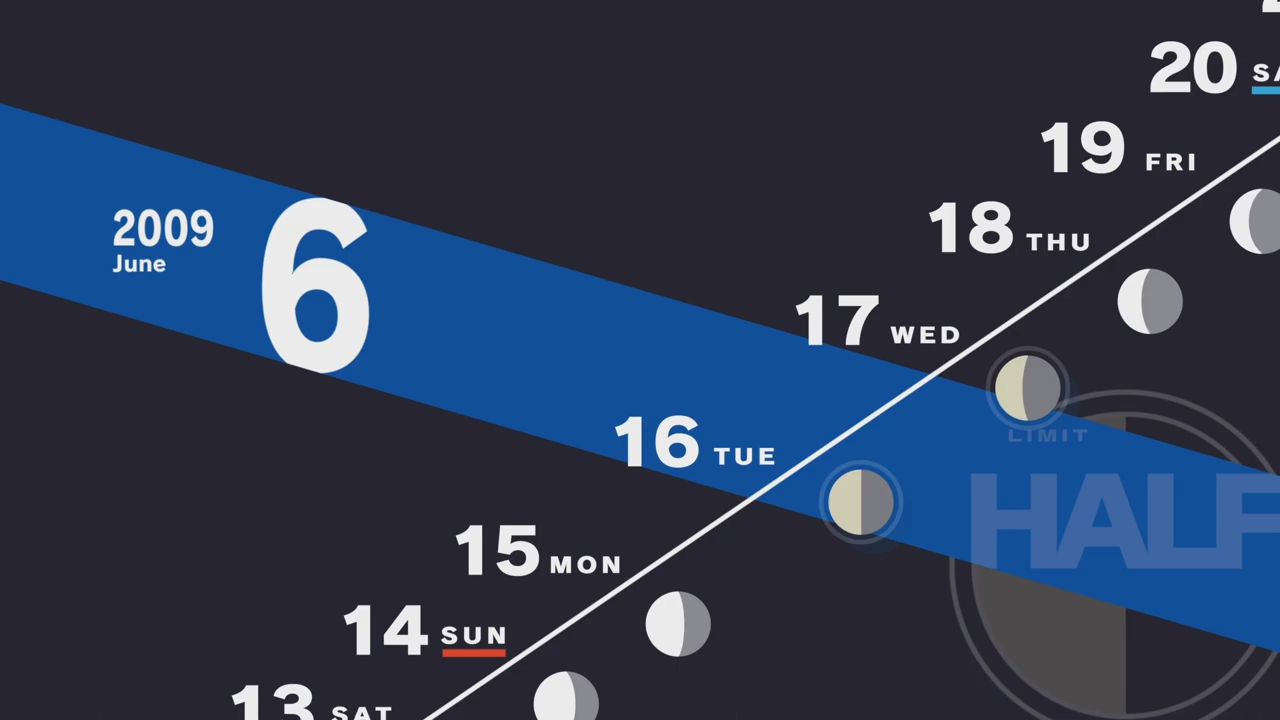 2009
June
6
20
19 FRI
18 THU
17 WED
LIMIT
16 TUE
HALF
15 MON
14 SUN
13 SAT